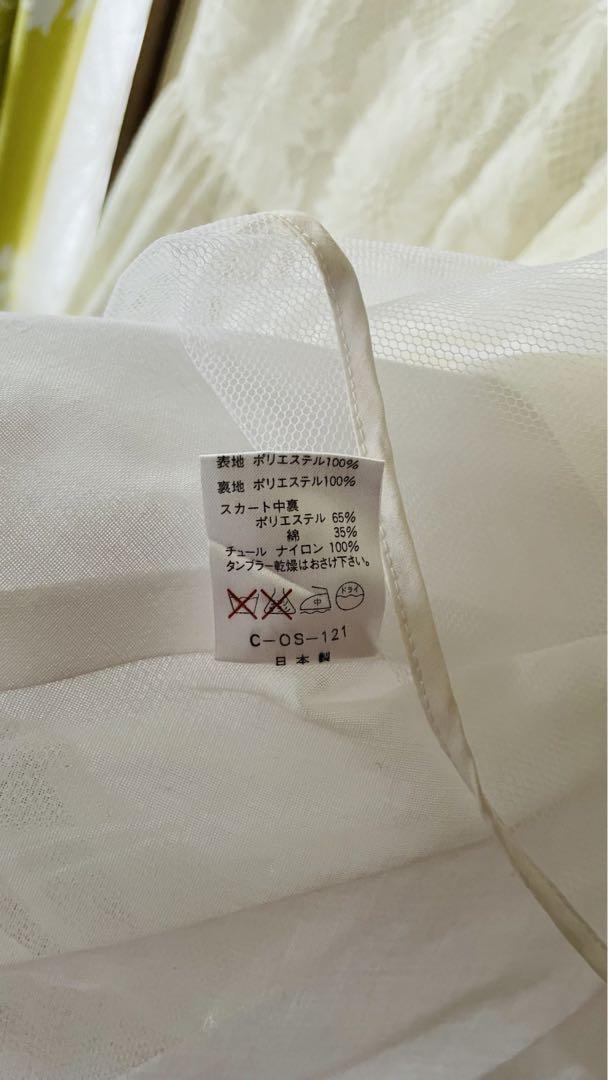 表地 ポリエステル100%
裏地 ポリエステル100%
スカート中裏
ポリエステル 65%
綿 35%
チュール ナイロン 100%
タンブラー乾燥はおさけ下さい。
中 ドライ
C-OS-121
日本製